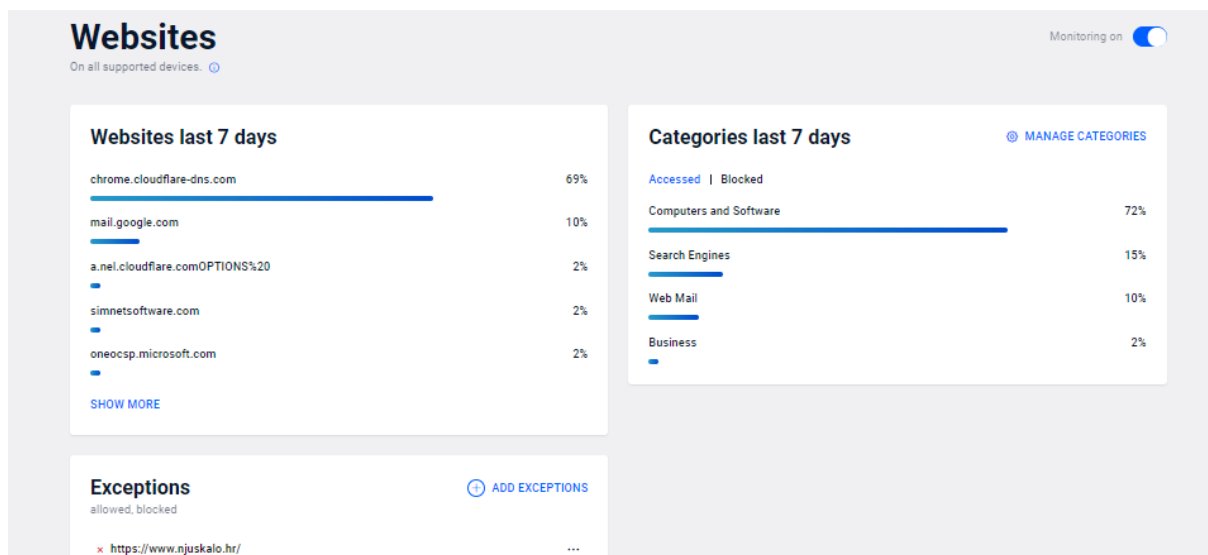 Websites
On all supported devices.
Monitoring on
Websites last 7 days
chrome.cloudflare-dns.com 69%
mail.google.com 10%
a.nel.cloudflare.comOPTIONS%20 2%
simnetsoftware.com 2%
oneocsp.microsoft.com 2%
SHOW MORE
Categories last 7 days
MANAGE CATEGORIES
Accessed | Blocked
Computers and Software 72%
Search Engines 15%
Web Mail 10%
Business 2%
Exceptions
ADD EXCEPTIONS
allowed, blocked
https://www.njuskalo.hr/ ...